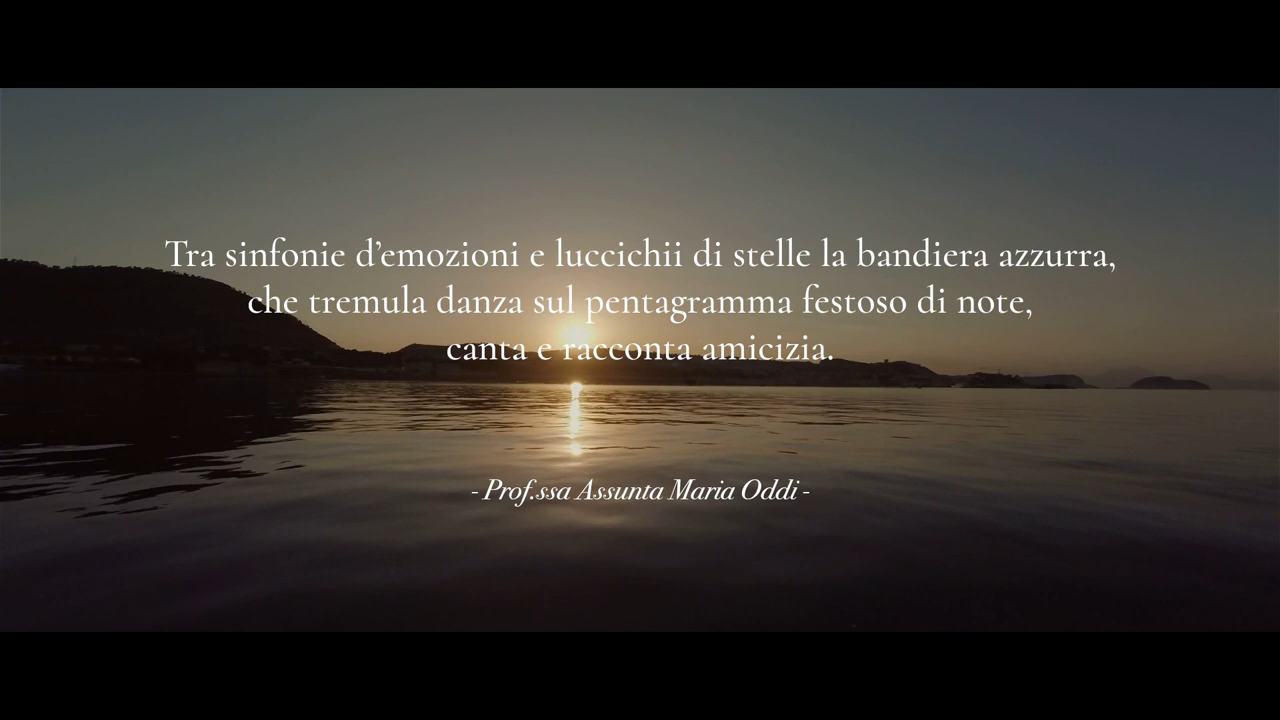 Tra sinfonie d’emozioni e luccichii di stelle la bandiera azzurra,
che tremula danza sul pentagramma festoso di note,
canta e racconta amicizia.
- Prof.ssa Assunta Maria Oddi -